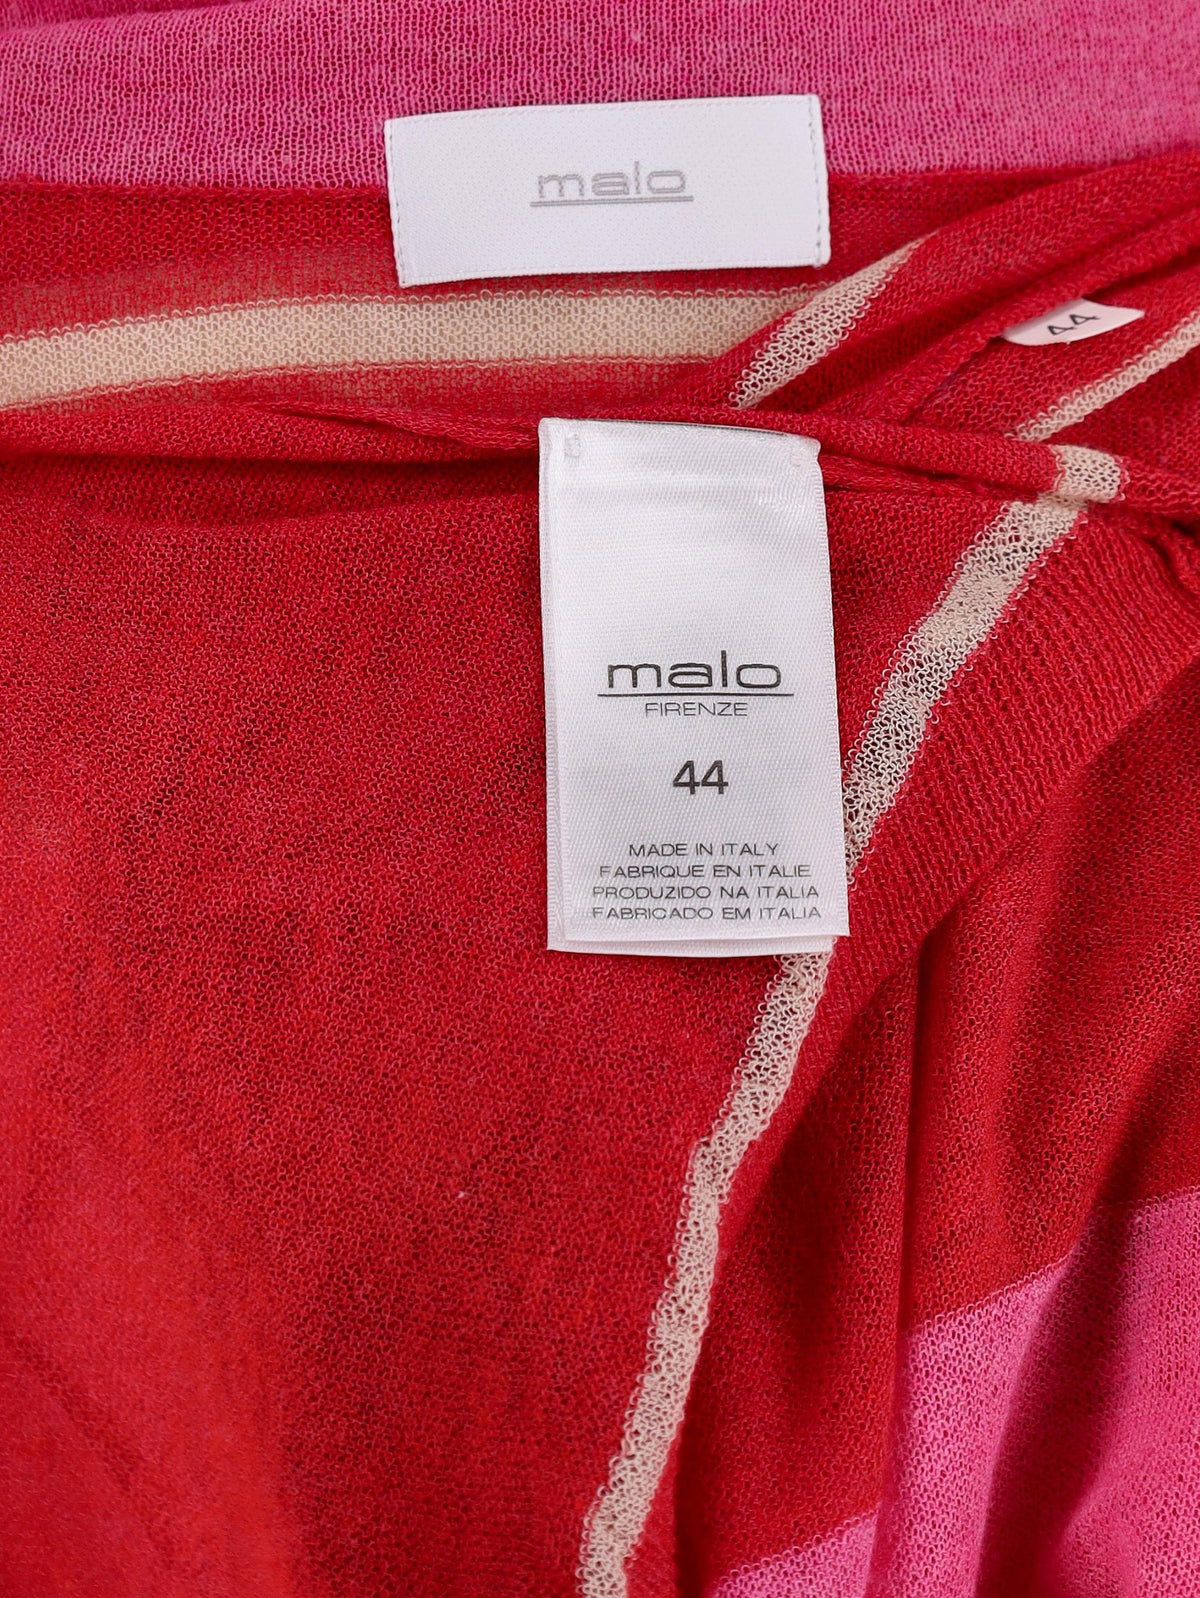 malo
44
malo
FIRENZE
44
MADE IN ITALY
FABRIQUE EN ITALIE
PRODUZIDO NA ITALIA
FABRICADO EM ITALIA